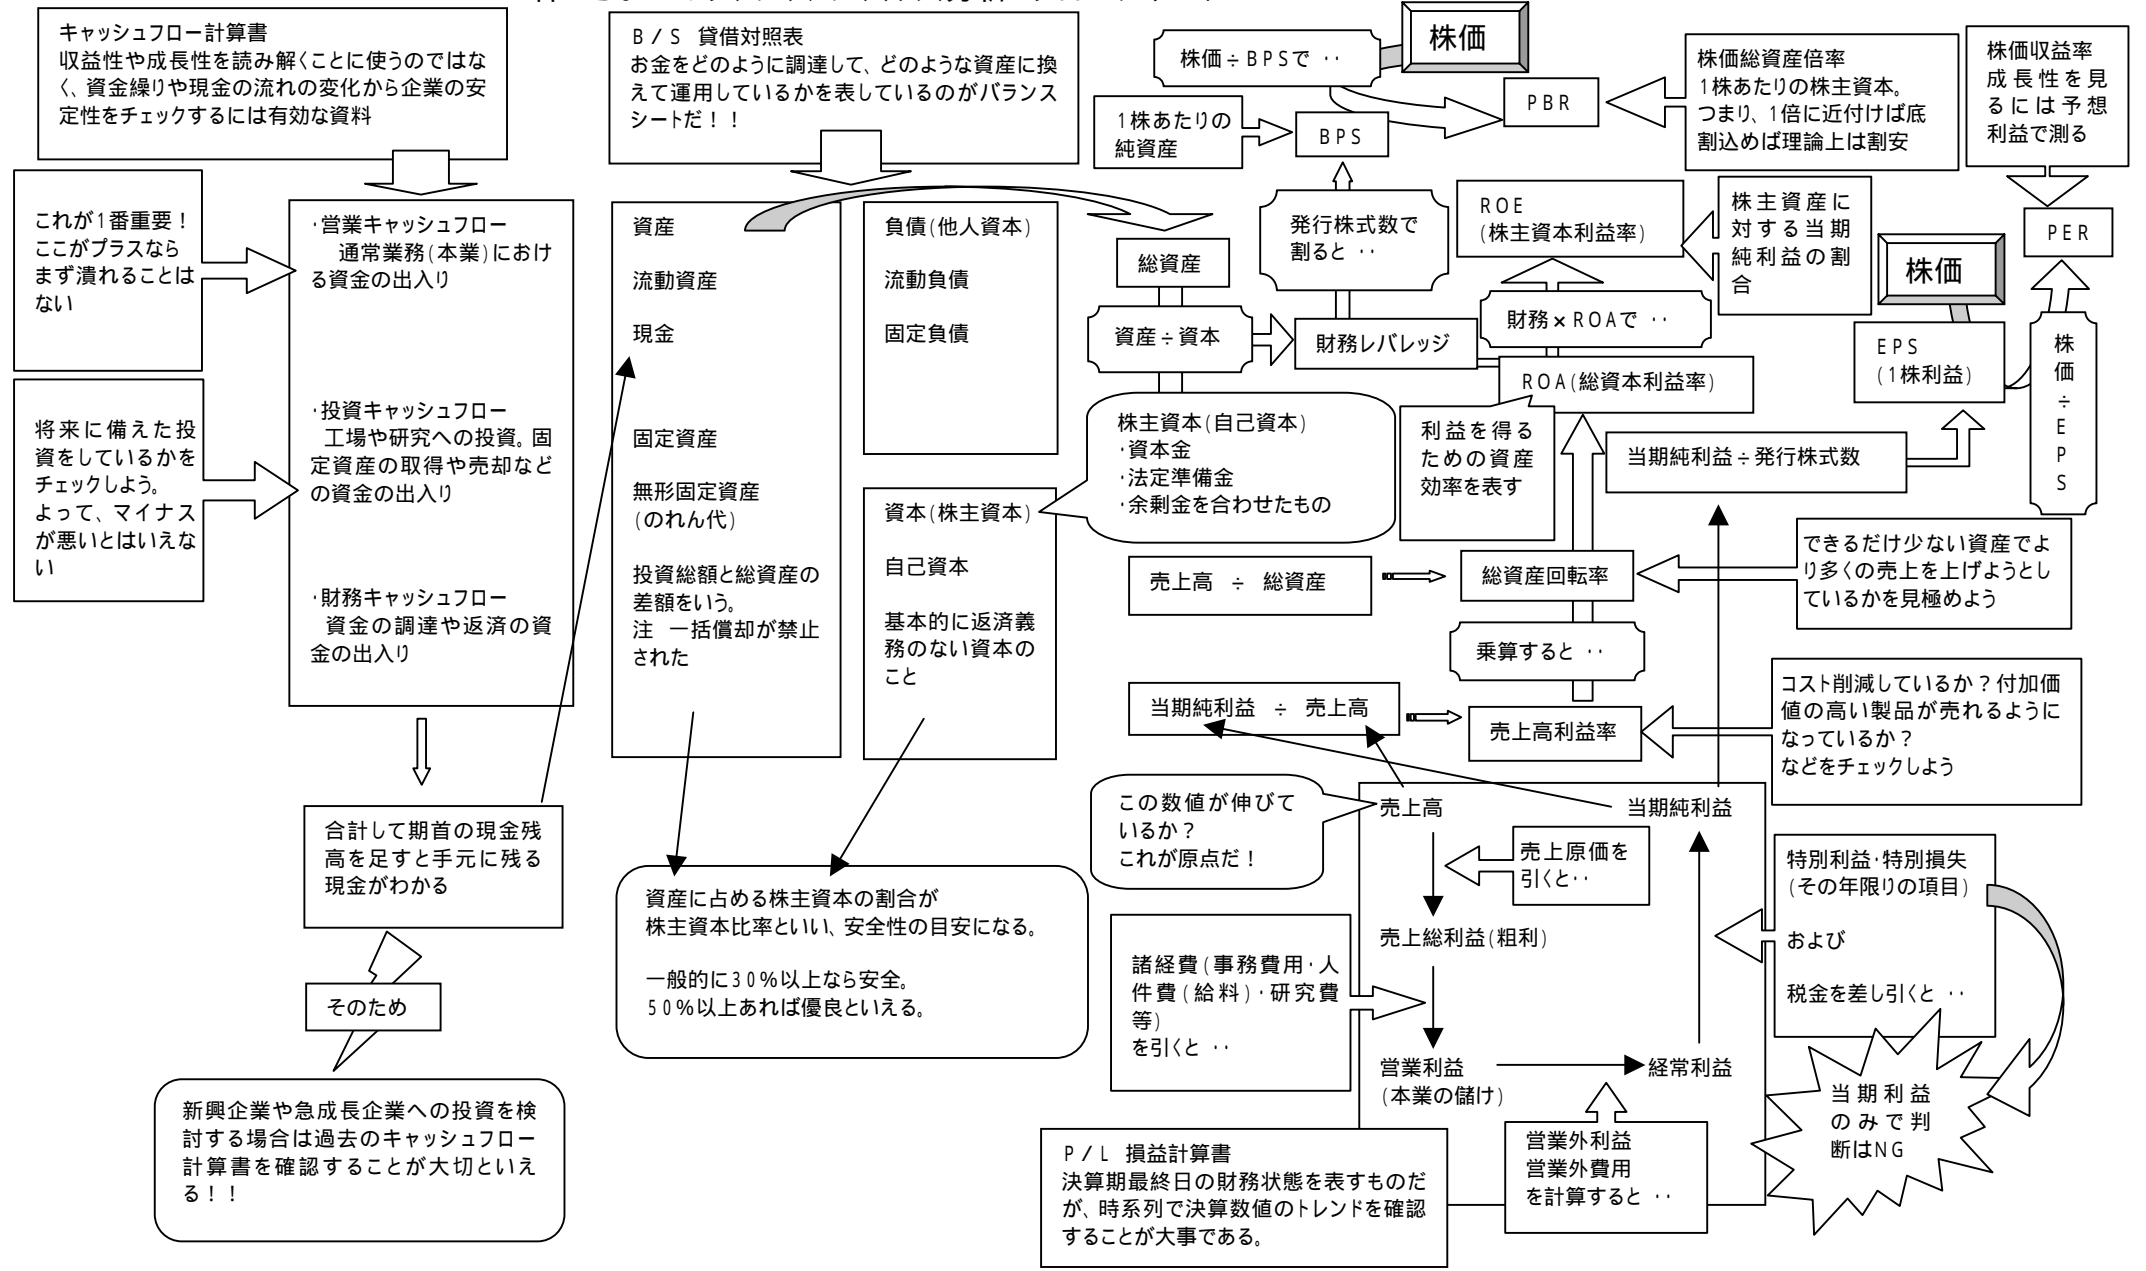 キャッシュフロー計算書
収益性や成長性を読み解くことに使うのではな
く、資金繰りや現金の流れの変化から企業の安
定性をチェックするには有効な資料
これが1番重要！
ここがプラスなら
まず潰れることは
ない
将来に備えた投
資をしているかを
チェックしよう。
よって、マイナス
が悪いとはいえな
い
・営業キャッシュフロー
通常業務(本業)におけ
る資金の出入り
・投資キャッシュフロー
工場や研究への投資。固
定資産の取得や売却など
の資金の出入り
・財務キャッシュフロー
資金の調達や返済の資
金の出入り
合計して期首の現金残
高を足すと手元に残る
現金がわかる
そのため
新興企業や急成長企業への投資を検
討する場合は過去のキャッシュフロー
計算書を確認することが大切といえ
る！！
B/S 貸借対照表
お金をどのように調達して、どのような資産に換
えて運用しているかを表しているのがバランス
シートだ！！
資産
流動資産
現金
固定資産
無形固定資産
(のれん代)
投資総額と総資産の
差額をいう。
注 一括償却が禁止
された
負債(他人資本)
流動負債
固定負債
資本(株主資本)
自己資本
基本的に返済義
務のない資本の
こと
資産に占める株主資本の割合が
株主資本比率といい、安全性の目安になる。
一般的に30%以上なら安全。
50%以上あれば優良といえる。
株価÷BPSで ‥
株価
1株あたりの
純資産
BPS
PBR
株価総資産倍率
1株あたりの株主資本。
つまり、1倍に近付けば底
割込めば理論上は割安
株価収益率
成長性を見
るには予想
利益で測る
PER
総資産
資産÷資本
発行株式数で
割ると ‥
財務レバレッジ
ROE
(株主資本利益率)
株主資産に
対する当期
純利益の割
合
財務×ROAで ‥
ROA(総資本利益率)
利益を得る
ための資産
効率を表す
株価
EPS
(1株利益)
株
価
÷
E
P
S
当期純利益÷発行株式数
株主資本(自己資本)
・資本金
・法定準備金
・余剰金を合わせたもの
売上高 ÷ 総資産
総資産回転率
できるだけ少ない資産でよ
り多くの売上を上げようとし
ているかを見極めよう
乗算すると ‥
当期純利益 ÷ 売上高
売上高利益率
コスト削減しているか？付加価
値の高い製品が売れるように
なっているか？
などをチェックしよう
この数値が伸びて
いるか？
これが原点だ！
売上高
当期純利益
売上原価を
引くと‥
売上総利益(粗利)
諸経費(事務費用・人
件費(給料)・研究費
等)
を引くと ‥
営業利益
(本業の儲け)
経常利益
特別利益・特別損失
(その年限りの項目)
および
税金を差し引くと ‥
当期利益
のみで判
断はNG
営業外利益
営業外費用
を計算すると ‥
P/L 損益計算書
決算期最終日の財務状態を表すものだ
が、時系列で決算数値のトレンドを確認
することが大事である。